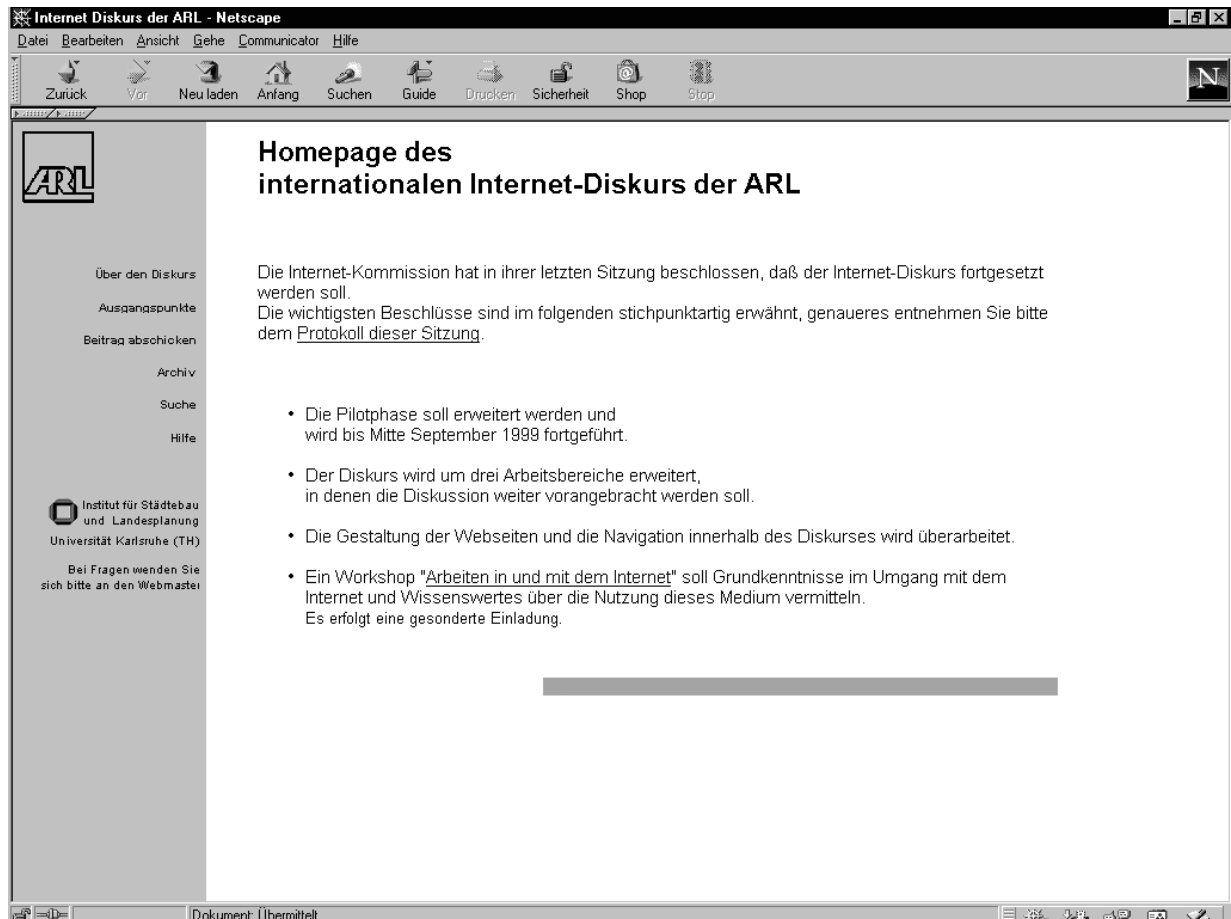 Internet Diskurs der ARL - Netscape
Datei Bearbeiten Ansicht Gehe Communicator Hilfe
Zurück Vor Neu laden Anfang Suchen Guide Drucken Sicherheit Shop Stop
N
ARL
Homepage des
internationalen Internet-Diskurs der ARL
Über den Diskurs
Ausgangspunkte
Beitrag abschicken
Archiv
Suche
Hilfe
Institut für Städtebau
und Landesplanung
Universität Karlsruhe (TH)
Bei Fragen wenden Sie
sich bitte an den Webmaster
Die Internet-Kommission hat in ihrer letzten Sitzung beschlossen, daß der Internet-Diskurs fortgesetzt
werden soll.
Die wichtigsten Beschlüsse sind im folgenden stichpunktartig erwähnt, genaueres entnehmen Sie bitte
dem Protokoll dieser Sitzung.
• Die Pilotphase soll erweitert werden und
wird bis Mitte September 1999 fortgeführt.
• Der Diskurs wird um drei Arbeitsbereiche erweitert,
in denen die Diskussion weiter vorangebracht werden soll.
• Die Gestaltung der Webseiten und die Navigation innerhalb des Diskurses wird überarbeitet.
• Ein Workshop "Arbeiten in und mit dem Internet" soll Grundkenntnisse im Umgang mit dem
Internet und Wissenswertes über die Nutzung dieses Medium vermitteln.
Es erfolgt eine gesonderte Einladung.
Dokument: Übermittelt